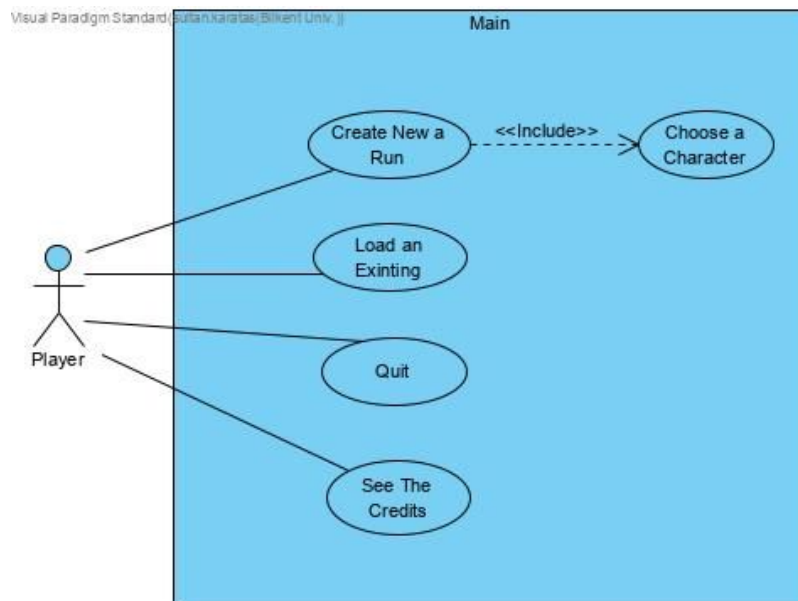 Visual Paradigm Standard(sultan.karatas(Bilkent Univ. ))
Main
Create New a
Run
<<Include>>
Choose a
Character
Load an
Exinting
Player
Quit
See The
Credits